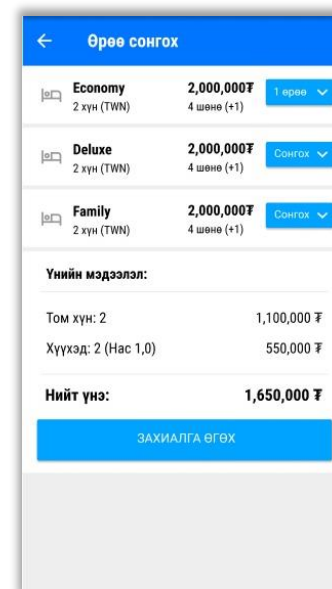 Өрөө сонгох
Economy 2,000,000₮ 1 өрөө
2 хүн (TWN) 4 шөнө (+1)
Deluxe 2,000,000₮ Сонгох
2 хүн (TWN) 4 шөнө (+1)
Family 2,000,000₮ Сонгох
2 хүн (TWN) 4 шөнө (+1)
Үнийн мэдээлэл:
Том хүн: 2 1,100,000 ₮
Хүүхэд: 2 (Нас 1,0) 550,000 ₮
Нийт үнэ: 1,650,000 ₮
ЗАХИАЛГА ӨГӨХ